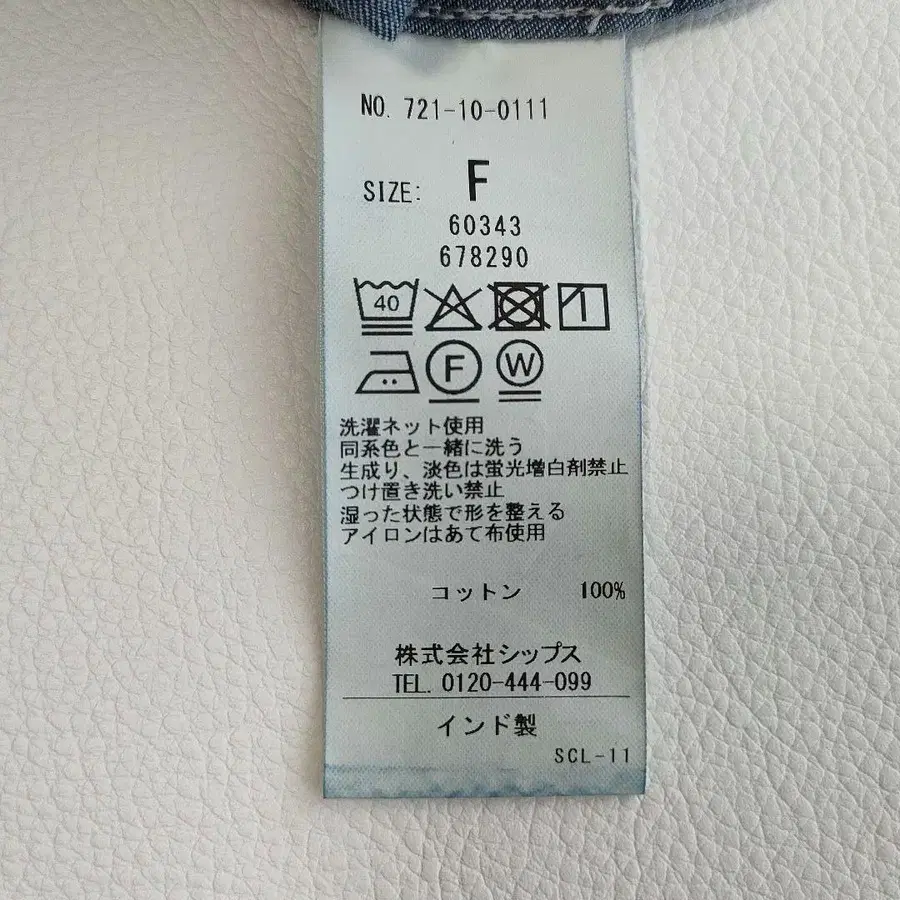 NO. 721-10-0111
SIZE: F
60343
678290
40
F W
洗濯ネット使用
同系色と一緒に洗う
生成り、淡色は蛍光増白剤禁止
つけ置き洗い禁止
湿った状態で形を整える
アイロンはあて布使用
コットン 100%
株式会社シップス
TEL. 0120-444-099
インド製
SCL-11